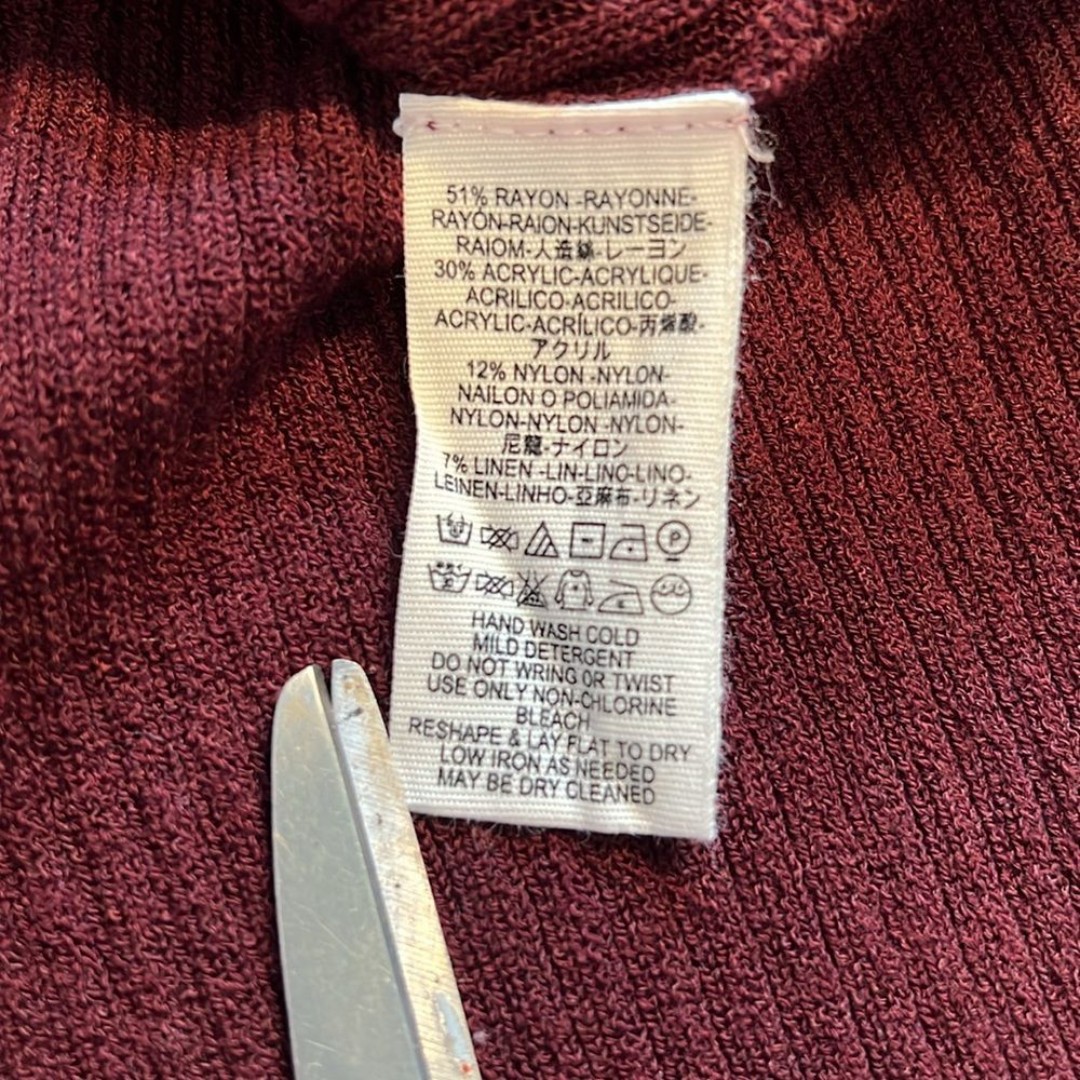 51% RAYON -RAYONNE-
RAYÓN-RAION-KUNSTSEIDE-
RAIOM-人造絲-レーヨン
30% ACRYLIC-ACRYLIQUE-
ACRILICO-ACRILICO-
ACRYLIC-ACRÍLICO-丙烯酸-
アクリル
12% NYLON -NYLON-
NAILON O POLIAMIDA-
NYLON-NYLON -NYLON-
尼龍-ナイロン
7% LINEN -LIN-LINO-LINO-
LEINEN-LINHO-亞麻布-リネン
P
HAND WASH COLD
MILD DETERGENT
DO NOT WRING OR TWIST
USE ONLY NON-CHLORINE
BLEACH
RESHAPE & LAY FLAT TO DRY
LOW IRON AS NEEDED
MAY BE DRY CLEANED